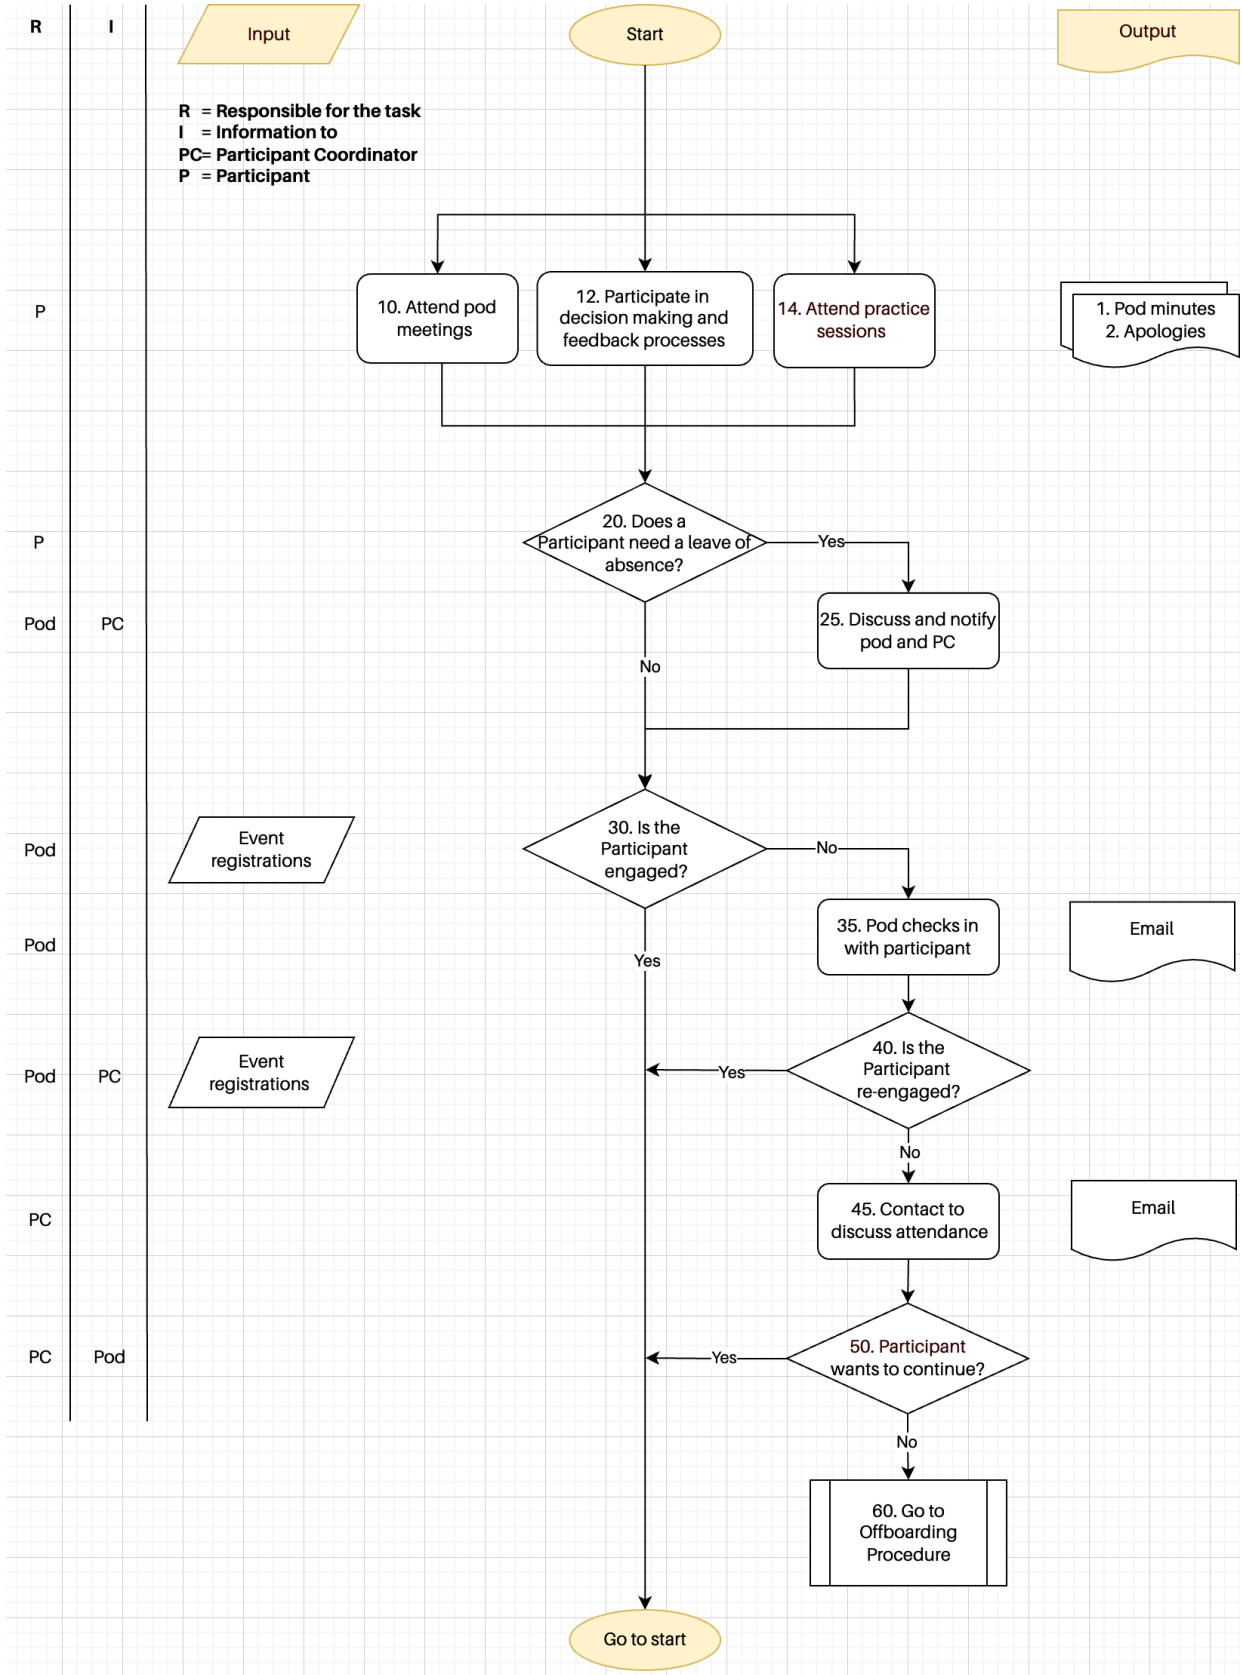 R
I
Input
Start
Output
R = Responsible for the task
I = Information to
PC= Participant Coordinator
P = Participant
P
10. Attend pod
meetings
12. Participate in
decision making and
feedback processes
14. Attend practice
sessions
1. Pod minutes
2. Apologies
P
20. Does a
Participant need a leave of
absence?
Yes
Pod
PC
25. Discuss and notify
pod and PC
No
Pod
Event
registrations
30. Is the
Participant
engaged?
No
Pod
35. Pod checks in
with participant
Email
Yes
Pod
PC
Event
registrations
40. Is the
Participant
re-engaged?
Yes
No
PC
45. Contact to
discuss attendance
Email
PC
Pod
50. Participant
wants to continue?
Yes
No
60. Go to
Offboarding
Procedure
Go to start